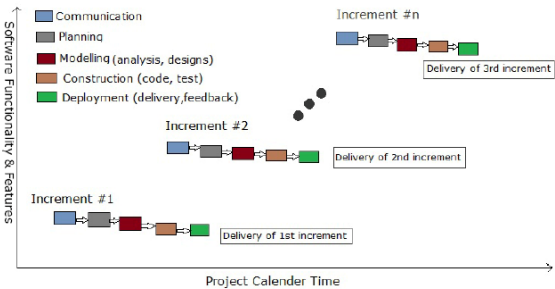 Communication
Planning
Modelling (analysis, designs)
Construction (code, test)
Deployment (delivery,feedback)
Increment #n
Delivery of 3rd increment
Increment #2
Delivery of 2nd increment
Increment #1
Delivery of 1st increment
Software Functionality & Features
Project Calender Time